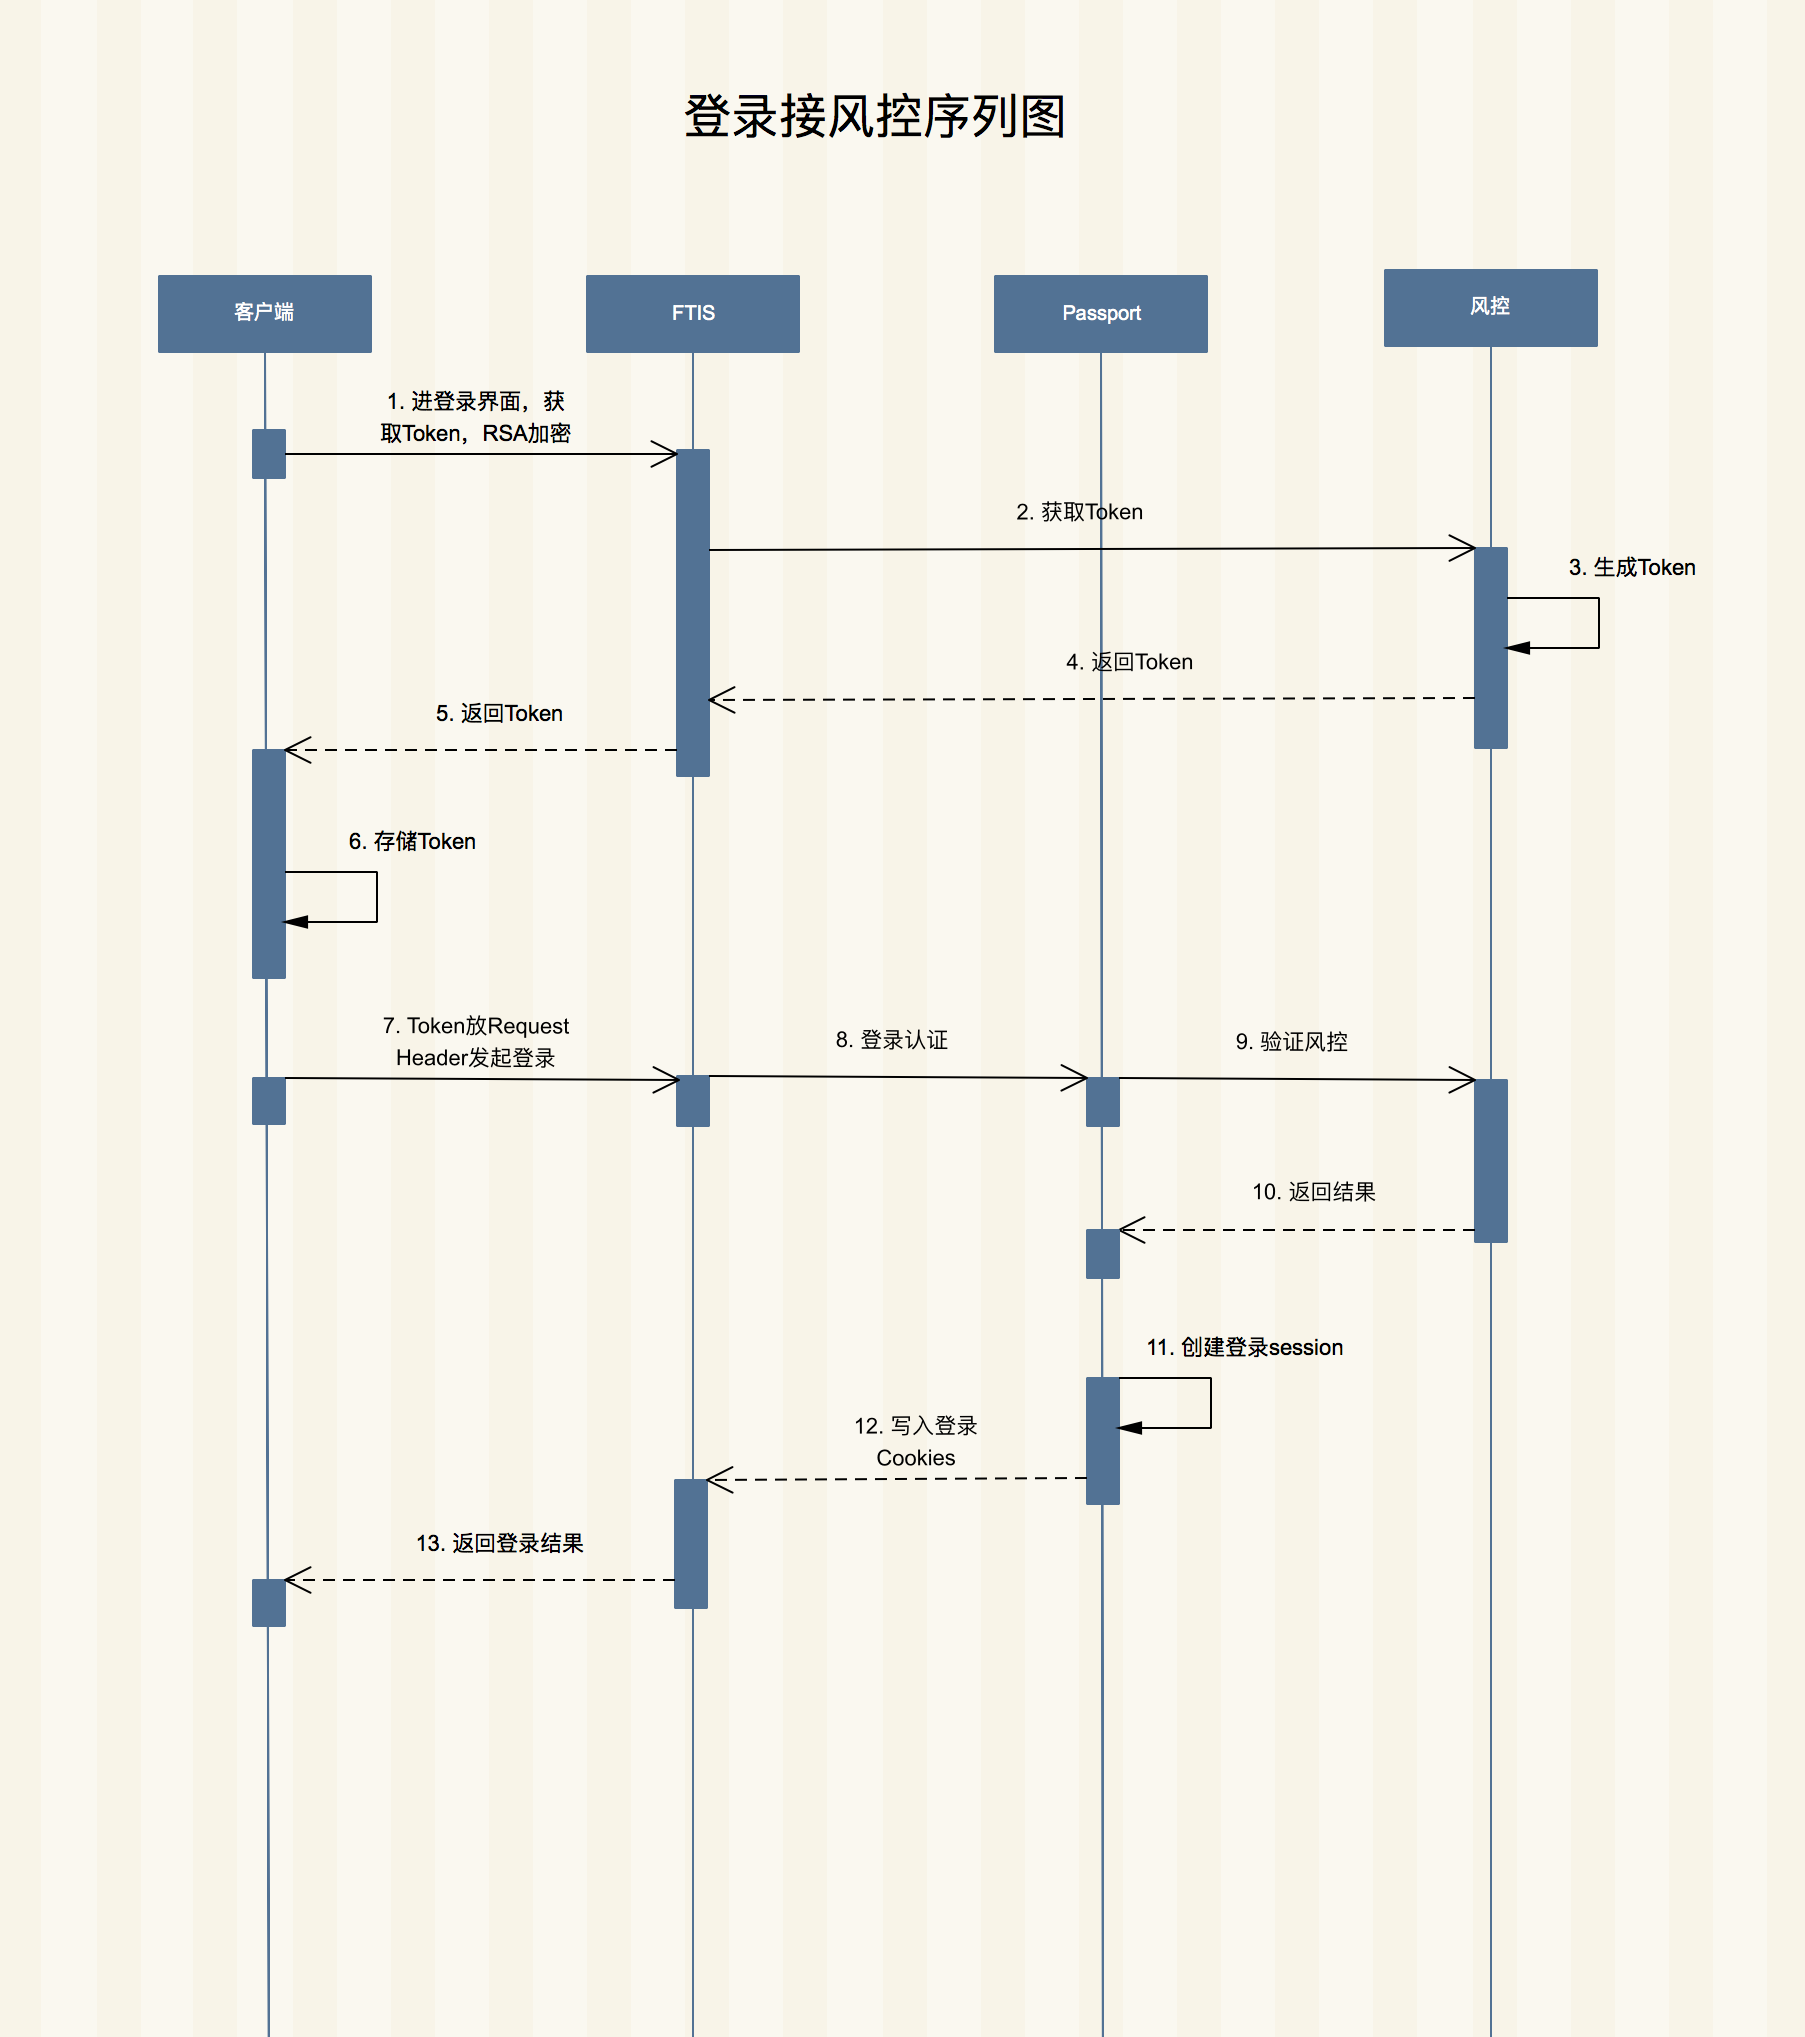 登录接风控序列图
客户端
FTIS
Passport
风控
1. 进登录界面，获
取Token，RSA加密
2. 获取Token
3. 生成Token
4. 返回Token
5. 返回Token
6. 存储Token
7. Token放Request
Header发起登录
8. 登录认证
9. 验证风控
10. 返回结果
11. 创建登录session
12. 写入登录
Cookies
13. 返回登录结果